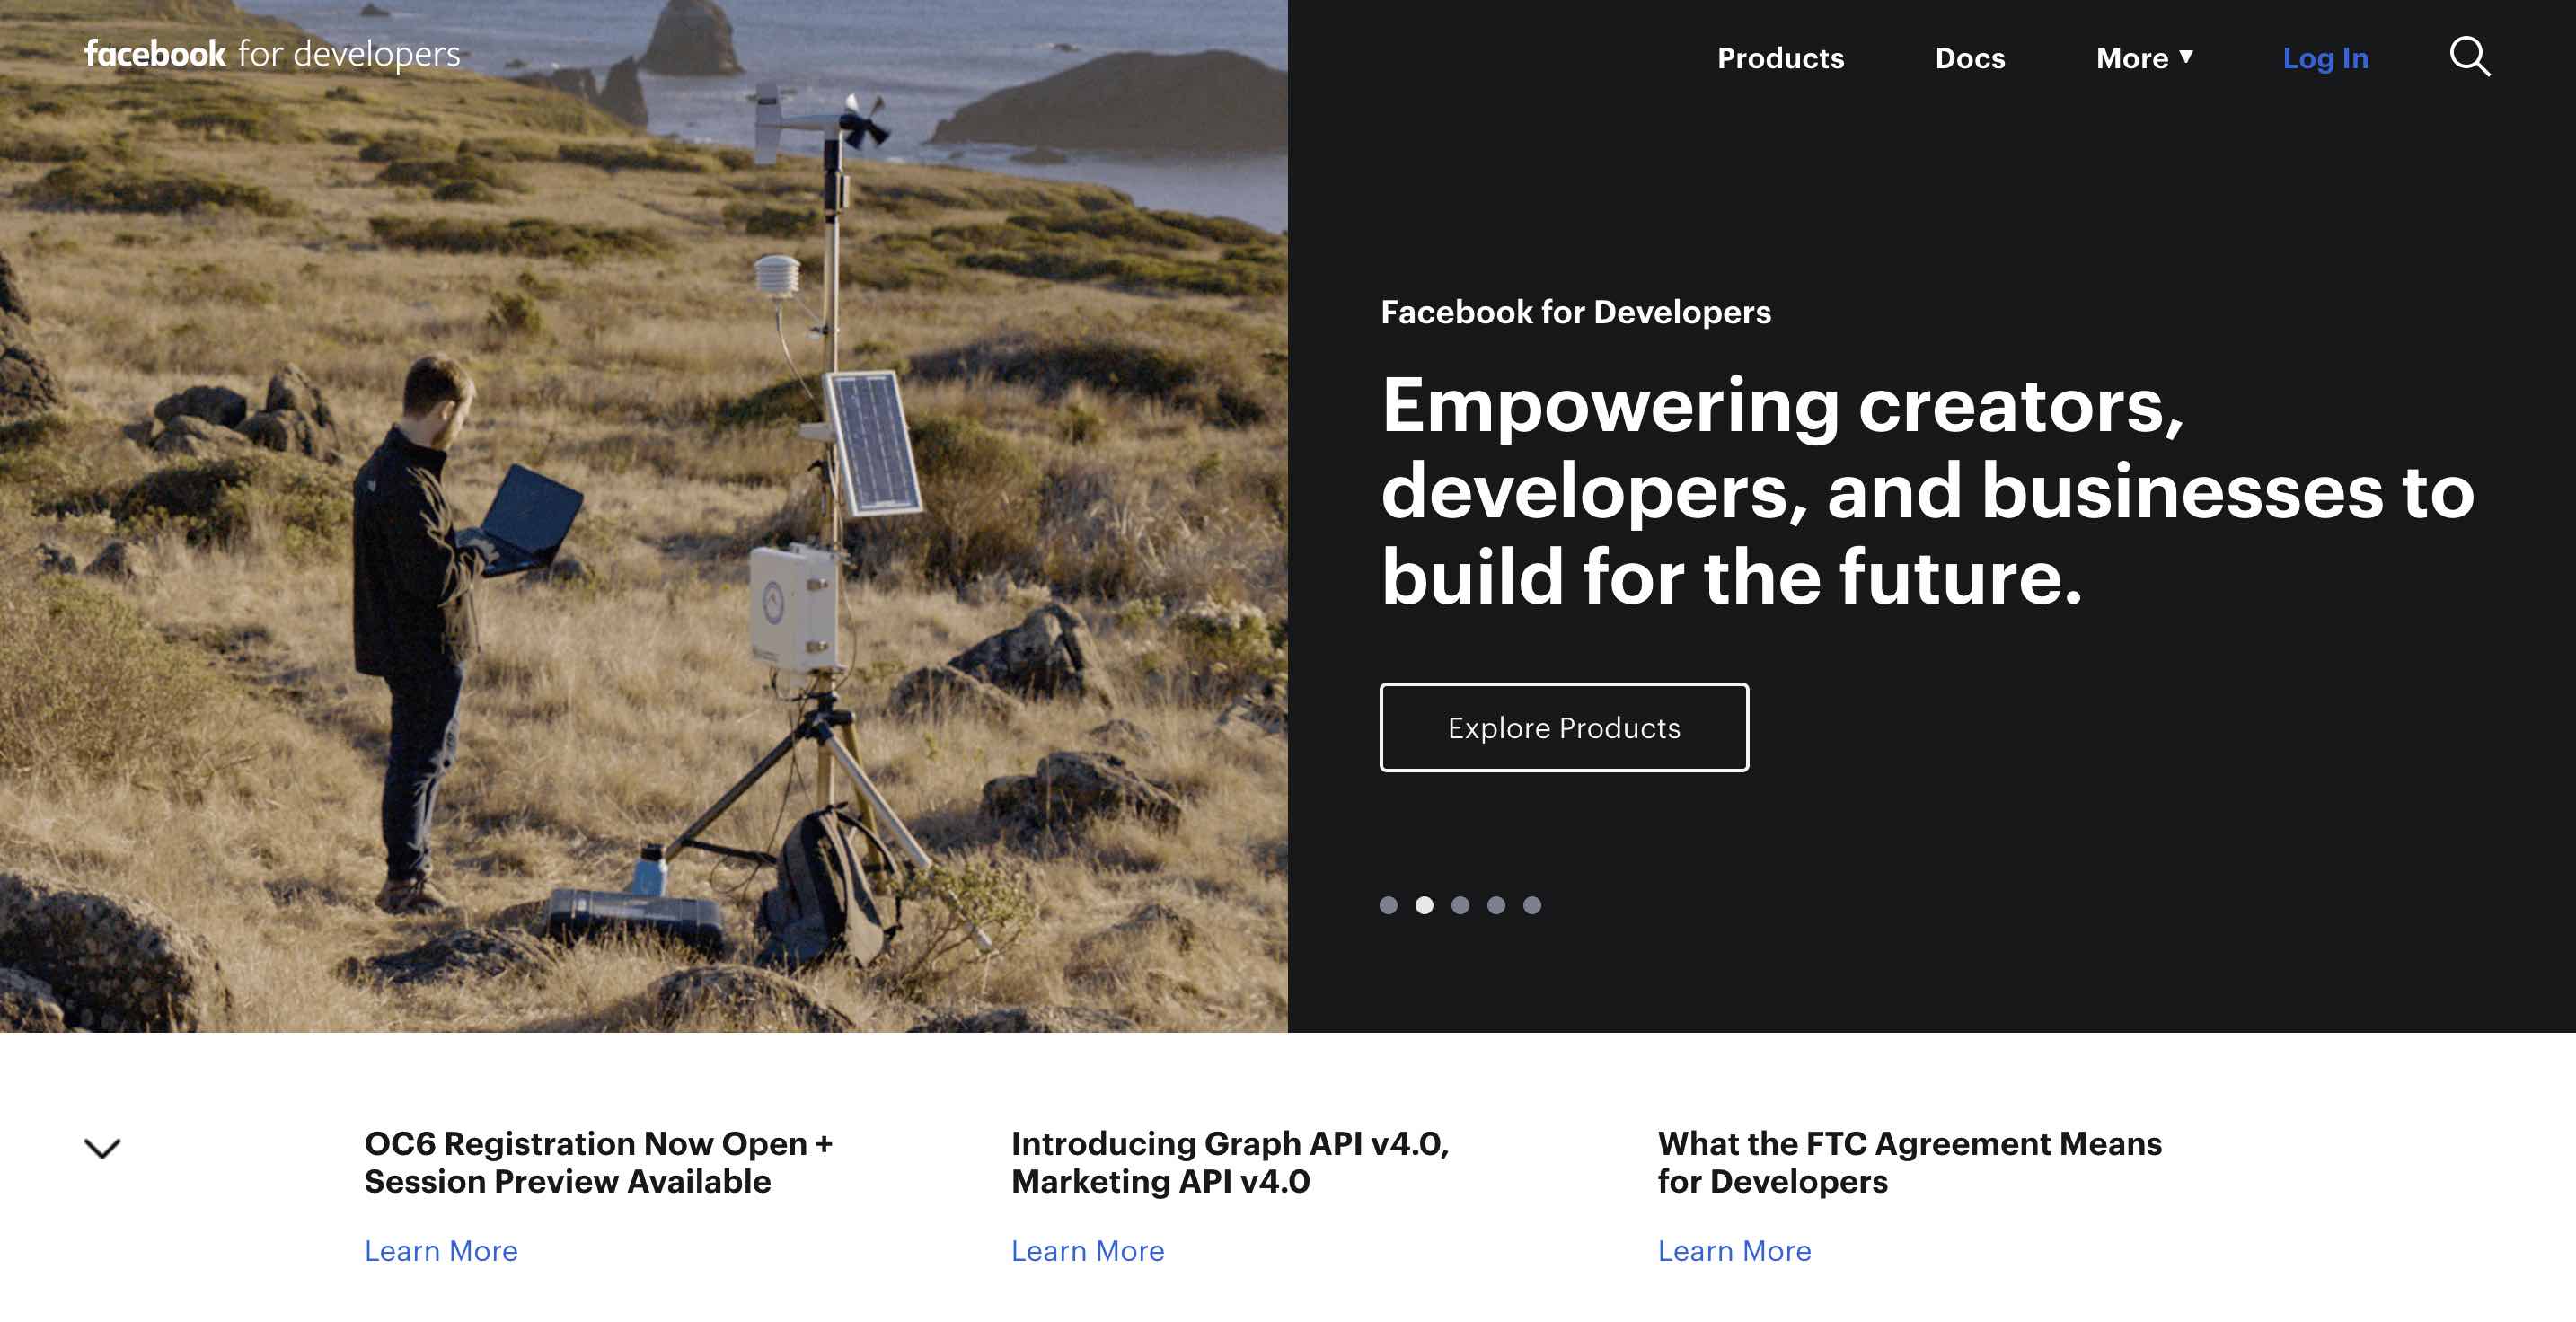 facebook for developers
Products Docs More Log In
Facebook for Developers
Empowering creators,
developers, and businesses to
build for the future.
Explore Products
OC6 Registration Now Open +
Session Preview Available
Learn More
Introducing Graph API v4.0,
Marketing API v4.0
Learn More
What the FTC Agreement Means
for Developers
Learn More